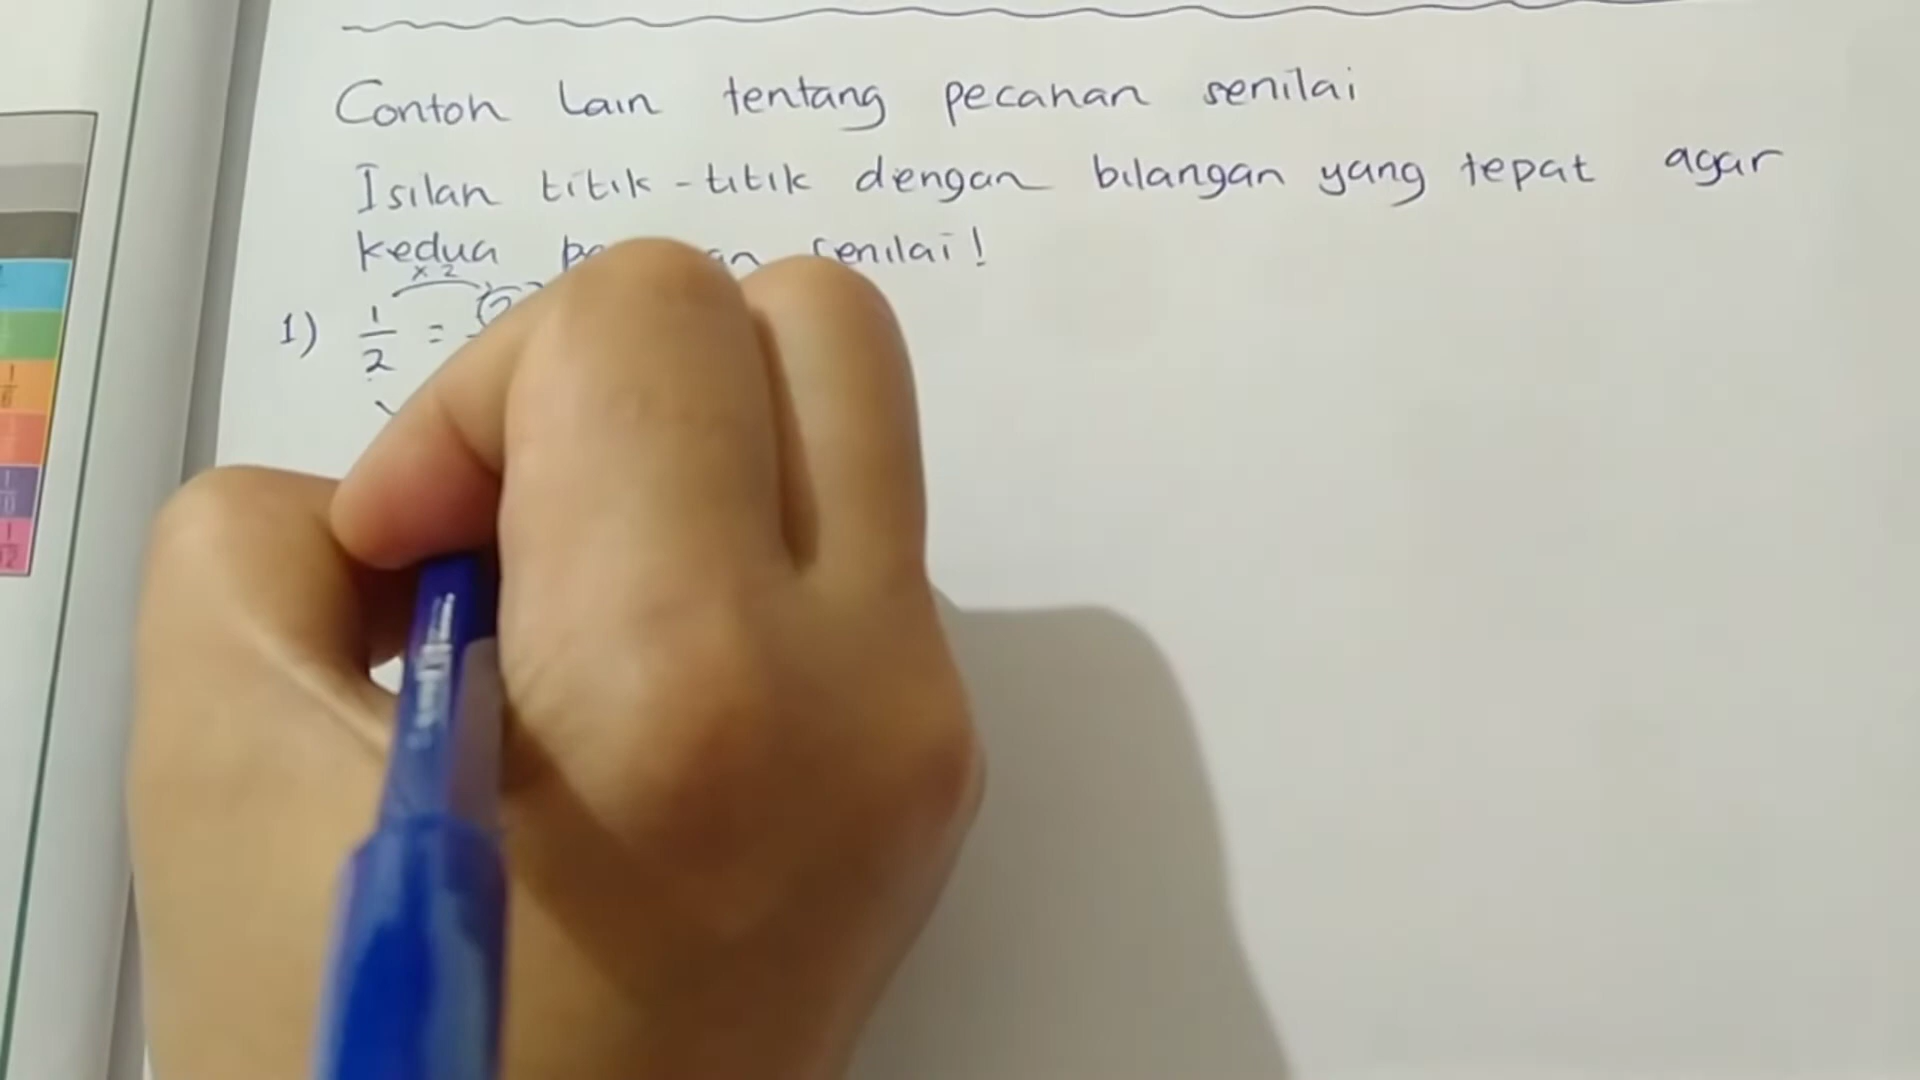 Contoh lain tentang pecahan senilai
Isilah titik-titik dengan bilangan yang tepat agar
kedua senilai!
x 2
1) 1/2 = 2